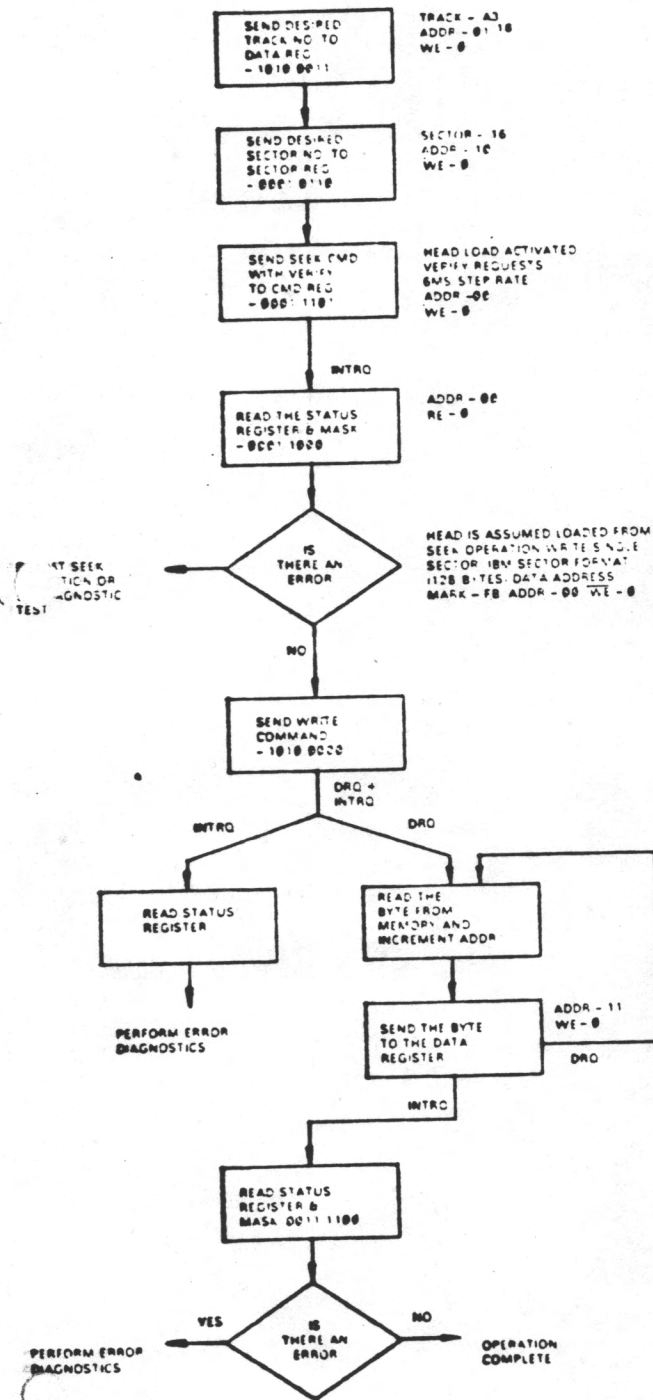 SEND DESIRED
TRACK NO. TO
DATA REG
- 1010 0011
TRACK - A3
ADDR -
WE - 0
SEND DESIRED
SECTOR NO. TO
SECTOR REG
- 0001 0110
SECTOR - 16
ADDR - 10
WE - 0
SEND SEEK CMD
WITH VERIFY
TO CMD REG
- 0001 1101
HEAD LOAD ACTIVATED
VERIFY REQUESTS
6MS STEP RATE
ADDR - 00
WE - 0
INTRQ
READ THE STATUS
REGISTER & MASK
- 0001 1000
ADDR - 00
RE - 0
IS
THERE AN
ERROR
SEEK
OR
TEST
HEAD IS ASSUMED LOADED FROM
SEEK OPERATION WRITE SINGLE
SECTOR IBM SECTOR FORMAT
(128 BYTES, DATA ADDRESS
MARK - FB ADDR - 00 WE - 0
NO
SEND WRITE
COMMAND
- 1010 0000
DRQ +
INTRQ
INTRQ
DRQ
READ STATUS
REGISTER
READ THE
BYTE FROM
MEMORY AND
INCREMENT ADDR
PERFORM ERROR
DIAGNOSTICS
SEND THE BYTE
TO THE DATA
REGISTER
ADDR - 11
WE - 0
DRQ
INTRQ
READ STATUS
REGISTER &
MASK 0011 1100
YES
IS
THERE AN
ERROR
NO
PERFORM ERROR
DIAGNOSTICS
OPERATION
COMPLETE